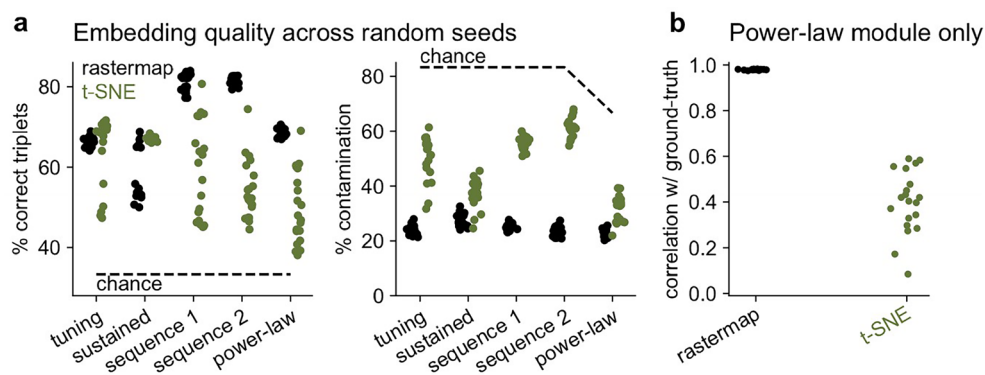 a
Embedding quality across random seeds
rastermap
t-SNE
% correct triplets
80
60
40
chance
tuning
sustained
sequence 1
sequence 2
power-law
chance
% contamination
80
60
40
20
0
tuning
sustained
sequence 1
sequence 2
power-law
b
Power-law module only
correlation w/ ground-truth
1.0
0.8
0.6
0.4
0.2
0.0
rastermap
t-SNE